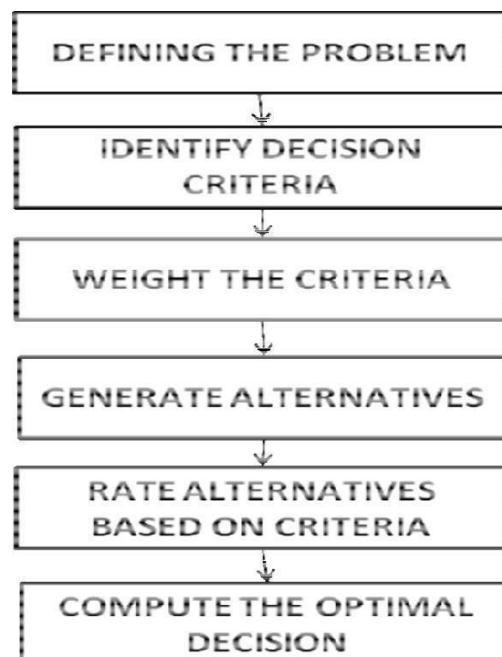 DEFINING THE PROBLEM
IDENTIFY DECISION
CRITERIA
WEIGHT THE CRITERIA
GENERATE ALTERNATIVES
RATE ALTERNATIVES
BASED ON CRITERIA
COMPUTE THE OPTIMAL
DECISION